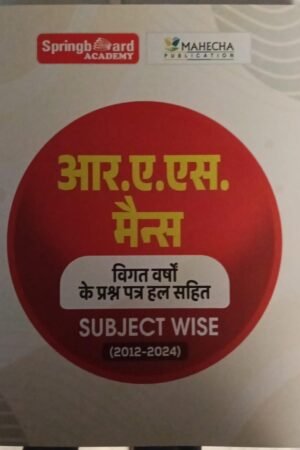 Springboard
ACADEMY
MAHECHA
PUBLICATION
आर.ए.एस.
मैन्स
विगत वर्षों
के प्रश्न पत्र हल सहित
SUBJECT WISE
(2012-2024)